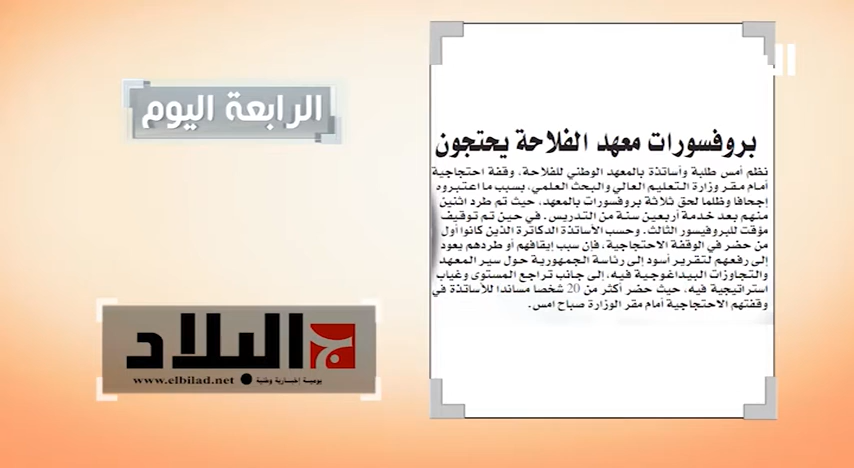 الرابعة اليوم
بروفسورات معهد الفلاحة يحتجون
نظم أمس طلبة وأساتذة بالمعهد الوطني للفلاحة، وقفة احتجاجية
أمام مقر وزارة التعليم العالي والبحث العلمي، بسبب ما اعتبروه
إجحافا وظلما لحق ثلاثة بروفسورات بالمعهد، حيث تم طرد اثنين
منهم بعد خدمة أربعين سنة من التدريس. في حين تم توقيف
مؤقت للبروفيسور الثالث. وحسب الأساتذة الدكاترة الذين كانوا أول
من حضر في الوقفة الاحتجاجية، فإن سبب إيقافهم أو طردهم يعود
إلى رفعهم لتقرير أسود إلى رئاسة الجمهورية حول سير المعهد
والتجاوزات البيداغوجية فيه، إلى جانب تراجع المستوى وغياب
استراتيجية فيه، حيث حضر أكثر من 20 شخصا مساندا للأساتذة في
وقفتهم الاحتجاجية أمام مقر الوزارة صباح امس.
البلاد
يومية إخبارية وطنية • www.elbilad.net